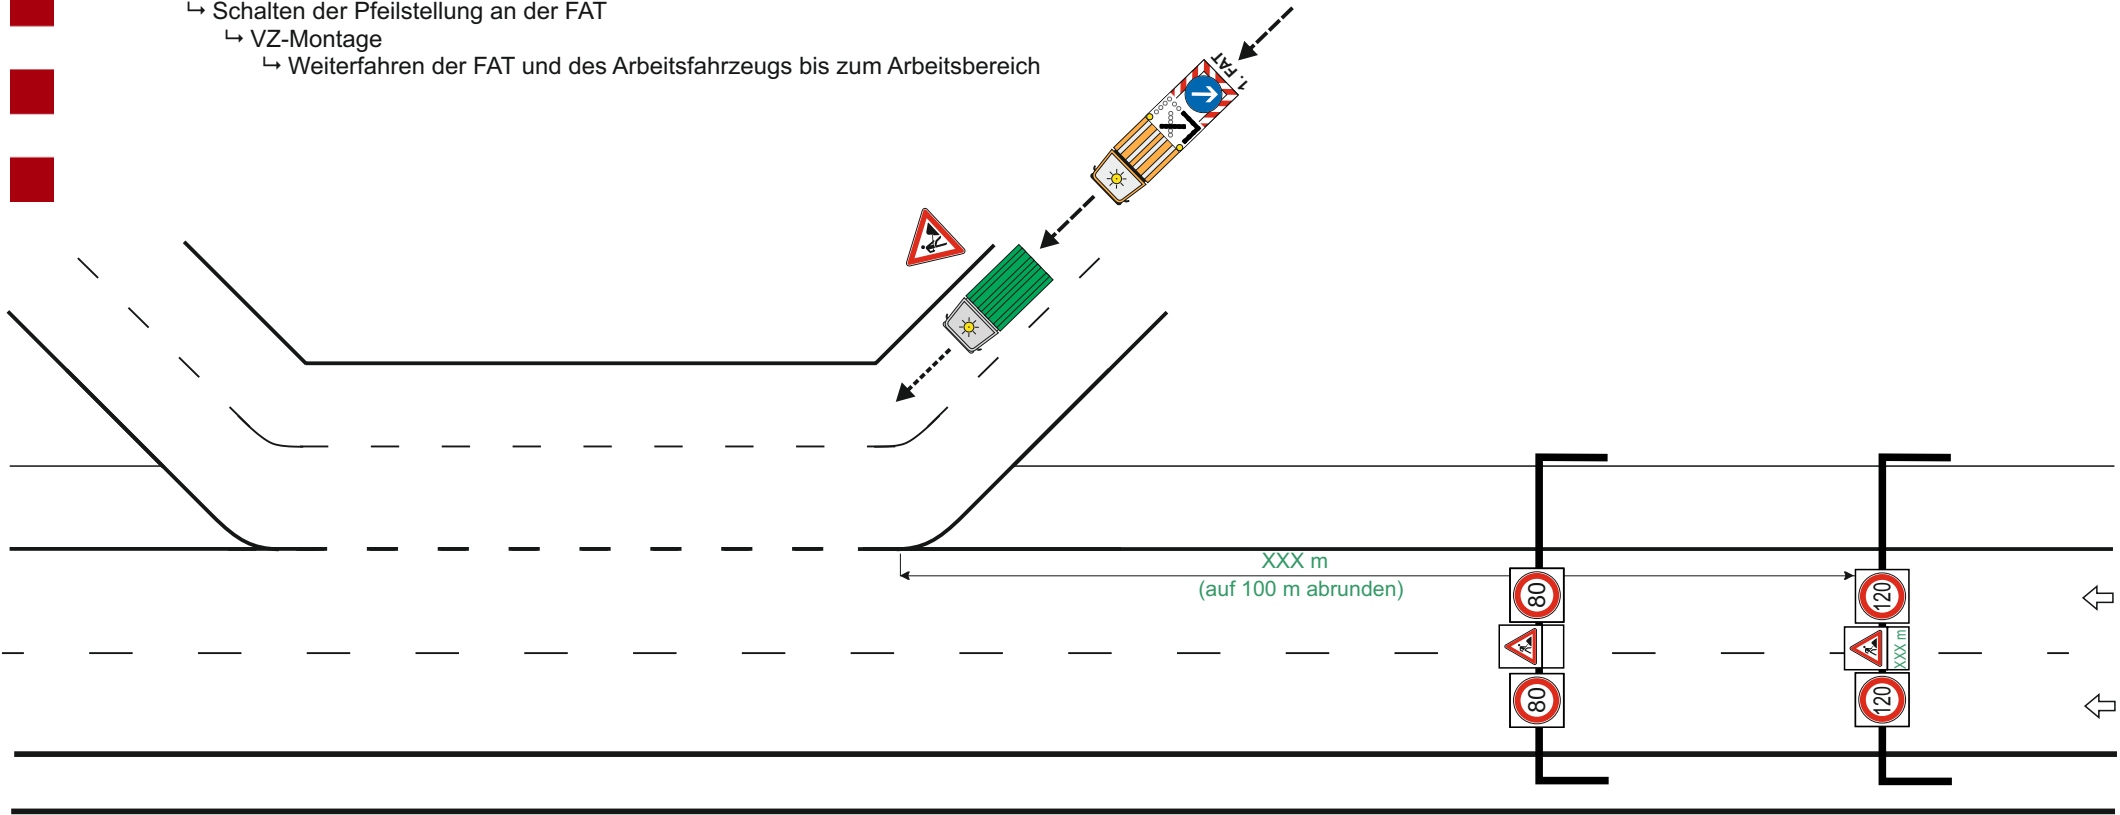 ↳ Schalten der Pfeilstellung an der FAT
↳ VZ-Montage
↳ Weiterfahren der FAT und des Arbeitsfahrzeugs bis zum Arbeitsbereich
1. FAT
XXX m
(auf 100 m abrunden)
80
120
XXX m
80
120